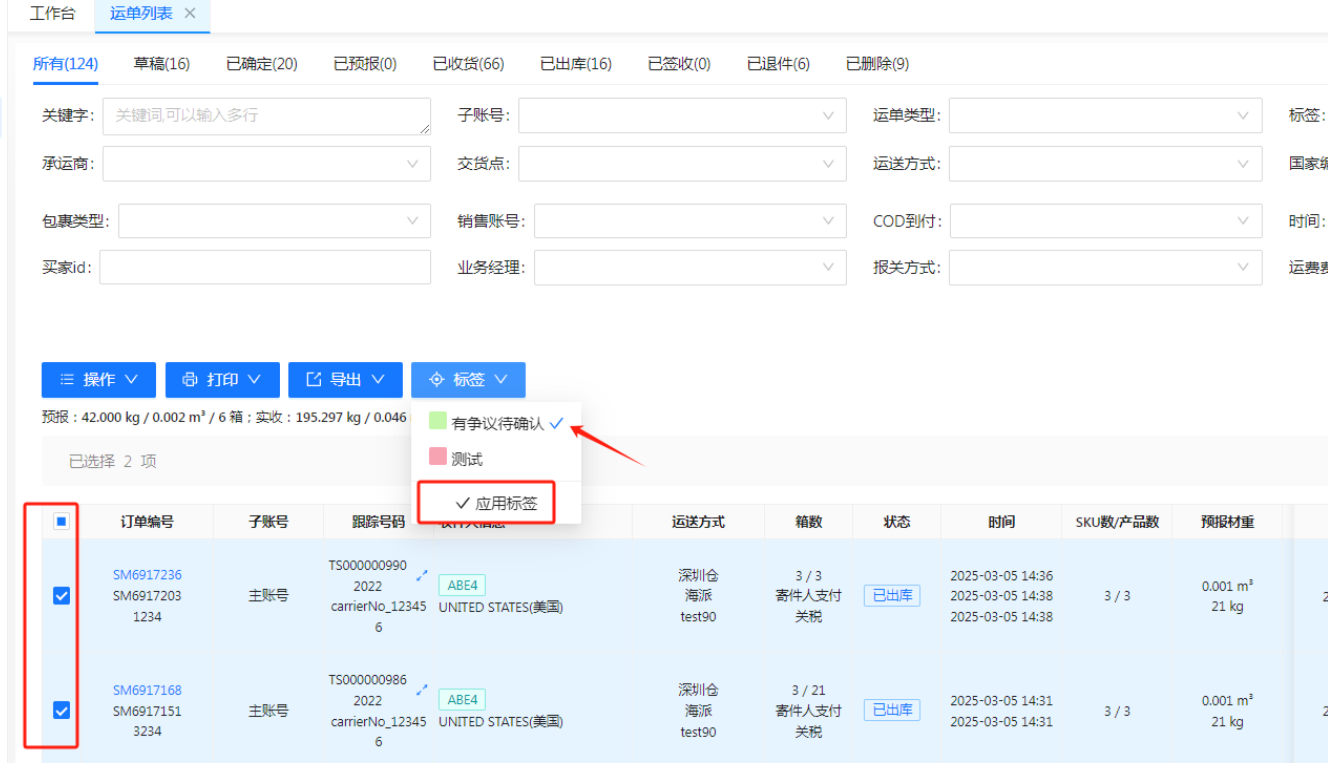 工作台 运单列表
所有(124) 草稿(16) 已确定(20) 已预报(0) 已收货(66) 已出库(16) 已签收(0) 已退件(6) 已删除(9)
关键字: 关键词,可以输入多行 子账号: 运单类型: 标签:
承运商: 交货点: 运送方式: 国家编
包裹类型: 销售账号: COD到付: 时间:
买家id: 业务经理: 报关方式: 运费
操作 打印 导出 标签
预报 : 42.000 kg / 0.002 m³ / 6 箱 ; 实收 : 195.297 kg / 0.046
有争议待确认
测试
应用标签
已选择 2 项
订单编号 子账号 跟踪号码 收件人信息 运送方式 箱数 状态 时间 SKU数/产品数 预报材重
SM6917236
SM6917203
1234
主账号
TS000000990
2022
carrierNo_12345
6
ABE4
UNITED STATES(美国)
深圳仓
海派
test90
3 / 3
寄件人支付
关税
已出库
2025-03-05 14:36
2025-03-05 14:38
2025-03-05 14:38
3 / 3
0.001 m³
21 kg
2
SM6917168
SM6917151
3234
主账号
TS000000986
2022
carrierNo_12345
6
ABE4
UNITED STATES(美国)
深圳仓
海派
test90
3 / 21
寄件人支付
关税
已出库
2025-03-05 14:31
2025-03-05 14:31
3 / 3
0.001 m³
21 kg
2